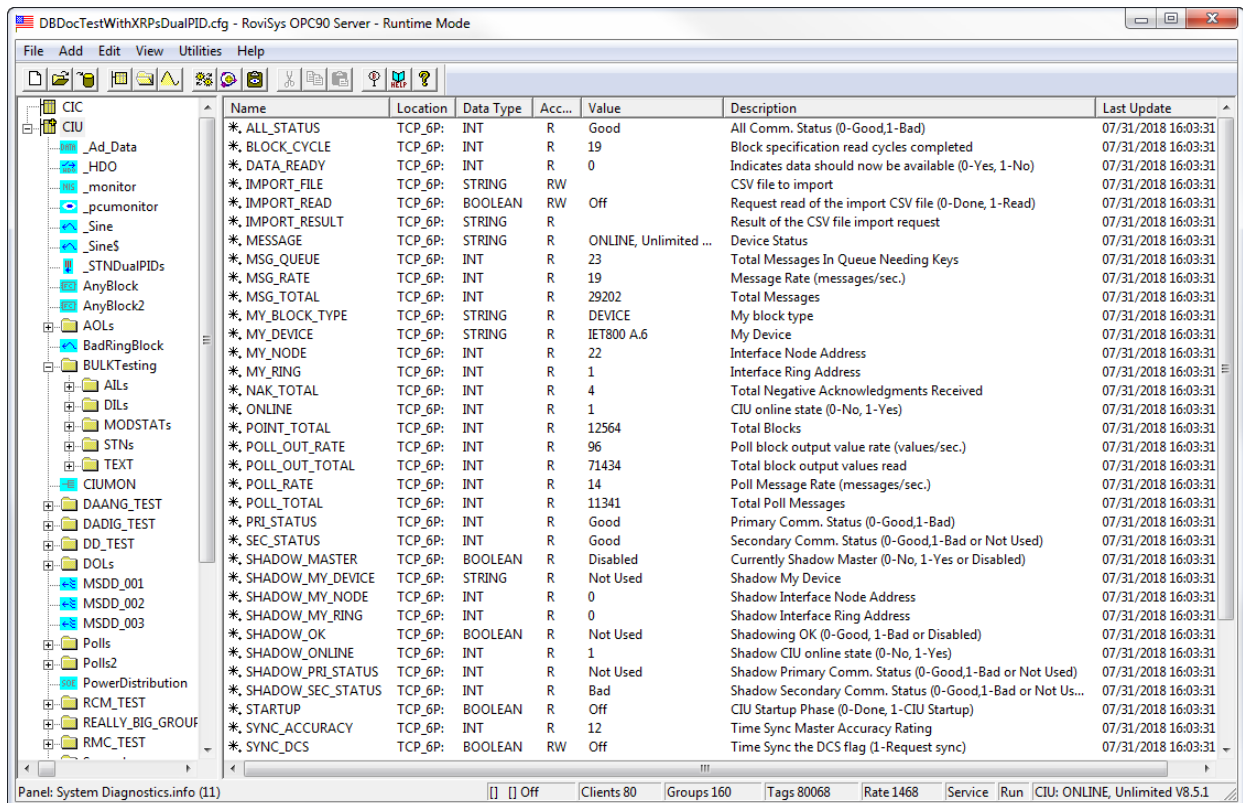 DBDocTestWithXRPsDualPID.cfg - RoviSys OPC90 Server - Runtime Mode
File Add Edit View Utilities Help
HELP
CIC
CIU
_Ad_Data
_HDO
_monitor
_pcumonitor
_Sine
_Sine$
_STNDualPIDs
AnyBlock
AnyBlock2
AOLs
BadRingBlock
BULKTesting
AILs
DILs
MODSTATs
STNs
TEXT
CIUMON
DAANG_TEST
DADIG_TEST
DD_TEST
DOLs
MSDD_001
MSDD_002
MSDD_003
Polls
Polls2
PowerDistribution
RCM_TEST
REALLY_BIG_GROUP
RMC_TEST
Name Location Data Type Acc... Value Description Last Update
ALL_STATUS TCP_6P: INT R Good All Comm. Status (0-Good,1-Bad) 07/31/2018 16:03:31
BLOCK_CYCLE TCP_6P: INT R 19 Block specification read cycles completed 07/31/2018 16:03:31
DATA_READY TCP_6P: INT R 0 Indicates data should now be available (0-Yes, 1-No) 07/31/2018 16:03:31
IMPORT_FILE TCP_6P: STRING RW CSV file to import 07/31/2018 16:03:31
IMPORT_READ TCP_6P: BOOLEAN RW Off Request read of the import CSV file (0-Done, 1-Read) 07/31/2018 16:03:31
IMPORT_RESULT TCP_6P: STRING R Result of the CSV file import request 07/31/2018 16:03:31
MESSAGE TCP_6P: STRING R ONLINE, Unlimited ... Device Status 07/31/2018 16:03:31
MSG_QUEUE TCP_6P: INT R 23 Total Messages In Queue Needing Keys 07/31/2018 16:03:31
MSG_RATE TCP_6P: INT R 19 Message Rate (messages/sec.) 07/31/2018 16:03:31
MSG_TOTAL TCP_6P: INT R 29202 Total Messages 07/31/2018 16:03:31
MY_BLOCK_TYPE TCP_6P: STRING R DEVICE My block type 07/31/2018 16:03:31
MY_DEVICE TCP_6P: STRING R IET800 A.6 My Device 07/31/2018 16:03:31
MY_NODE TCP_6P: INT R 22 Interface Node Address 07/31/2018 16:03:31
MY_RING TCP_6P: INT R 1 Interface Ring Address 07/31/2018 16:03:31
NAK_TOTAL TCP_6P: INT R 4 Total Negative Acknowledgments Received 07/31/2018 16:03:31
ONLINE TCP_6P: INT R 1 CIU online state (0-No, 1-Yes) 07/31/2018 16:03:31
POINT_TOTAL TCP_6P: INT R 12564 Total Blocks 07/31/2018 16:03:31
POLL_OUT_RATE TCP_6P: INT R 96 Poll block output value rate (values/sec.) 07/31/2018 16:03:31
POLL_OUT_TOTAL TCP_6P: INT R 71434 Total block output values read 07/31/2018 16:03:31
POLL_RATE TCP_6P: INT R 14 Poll Message Rate (messages/sec.) 07/31/2018 16:03:31
POLL_TOTAL TCP_6P: INT R 11341 Total Poll Messages 07/31/2018 16:03:31
PRI_STATUS TCP_6P: INT R Good Primary Comm. Status (0-Good,1-Bad) 07/31/2018 16:03:31
SEC_STATUS TCP_6P: INT R Good Secondary Comm. Status (0-Good,1-Bad or Not Used) 07/31/2018 16:03:31
SHADOW_MASTER TCP_6P: BOOLEAN R Disabled Currently Shadow Master (0-No, 1-Yes or Disabled) 07/31/2018 16:03:31
SHADOW_MY_DEVICE TCP_6P: STRING R Not Used Shadow My Device 07/31/2018 16:03:31
SHADOW_MY_NODE TCP_6P: INT R 0 Shadow Interface Node Address 07/31/2018 16:03:31
SHADOW_MY_RING TCP_6P: INT R 0 Shadow Interface Ring Address 07/31/2018 16:03:31
SHADOW_OK TCP_6P: BOOLEAN R Not Used Shadowing OK (0-Good, 1-Bad or Disabled) 07/31/2018 16:03:31
SHADOW_ONLINE TCP_6P: INT R 1 Shadow CIU online state (0-No, 1-Yes) 07/31/2018 16:03:31
SHADOW_PRI_STATUS TCP_6P: INT R Not Used Shadow Primary Comm. Status (0-Good,1-Bad or Not Used) 07/31/2018 16:03:31
SHADOW_SEC_STATUS TCP_6P: INT R Bad Shadow Secondary Comm. Status (0-Good,1-Bad or Not Us... 07/31/2018 16:03:31
STARTUP TCP_6P: BOOLEAN R Off CIU Startup Phase (0-Done, 1-CIU Startup) 07/31/2018 16:03:31
SYNC_ACCURACY TCP_6P: INT R 12 Time Sync Master Accuracy Rating 07/31/2018 16:03:31
SYNC_DCS TCP_6P: BOOLEAN RW Off Time Sync the DCS flag (1-Request sync) 07/31/2018 16:03:31
Panel: System Diagnostics.info (11) [] [] Off Clients 80 Groups 160 Tags 80068 Rate 1468 Service Run CIU: ONLINE, Unlimited V8.5.1